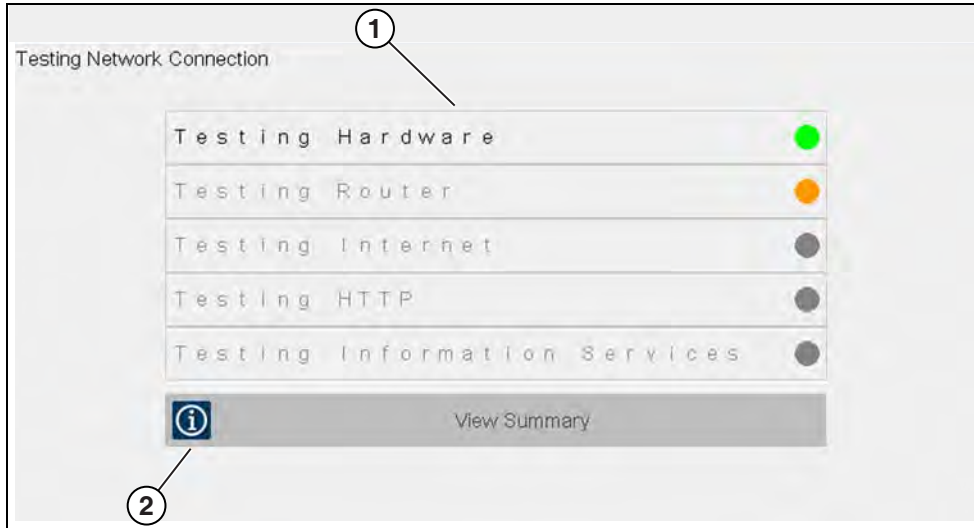 1
Testing Network Connection
Testing Hardware
Testing Router
Testing Internet
Testing HTTP
Testing Information Services
View Summary
2